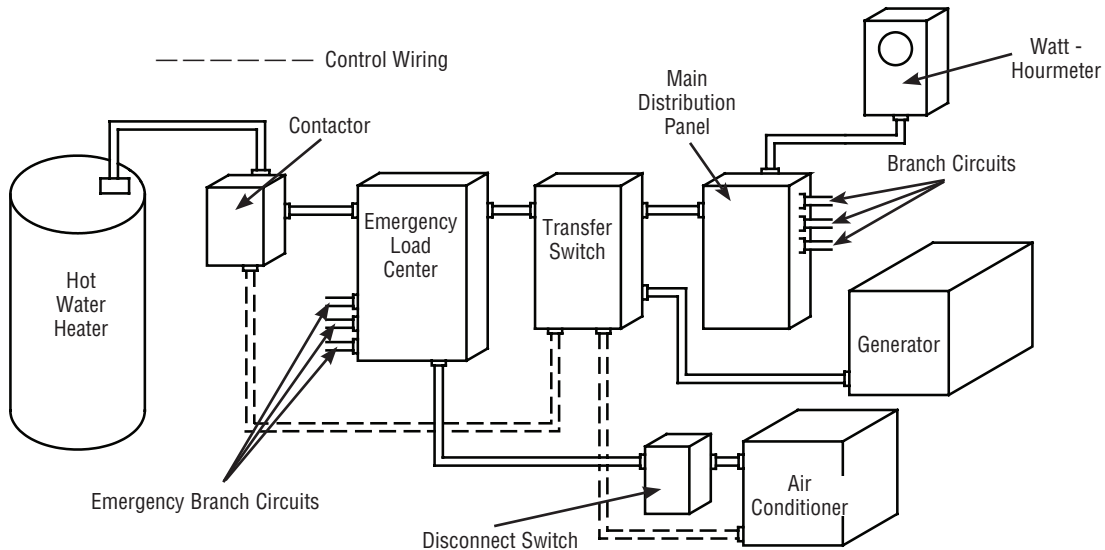 Control Wiring
Contactor
Main
Distribution
Panel
Watt -
Hourmeter
Branch Circuits
Hot
Water
Heater
Emergency
Load
Center
Transfer
Switch
Generator
Emergency Branch Circuits
Disconnect Switch
Air
Conditioner